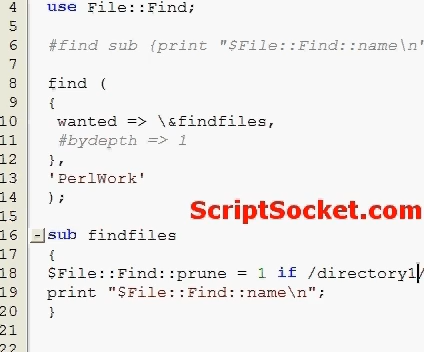 4 use File::Find;
5
6 #find sub {print "$File::Find::name\n"
7
8 find (
9 {
10 wanted => \&findfiles,
11 #bydepth => 1
12 },
13 'PerlWork'
14 );
15 ScriptSocket.com
16 sub findfiles
17 {
18 $File::Find::prune = 1 if /directory1/
19 print "$File::Find::name\n";
20 }
21
22